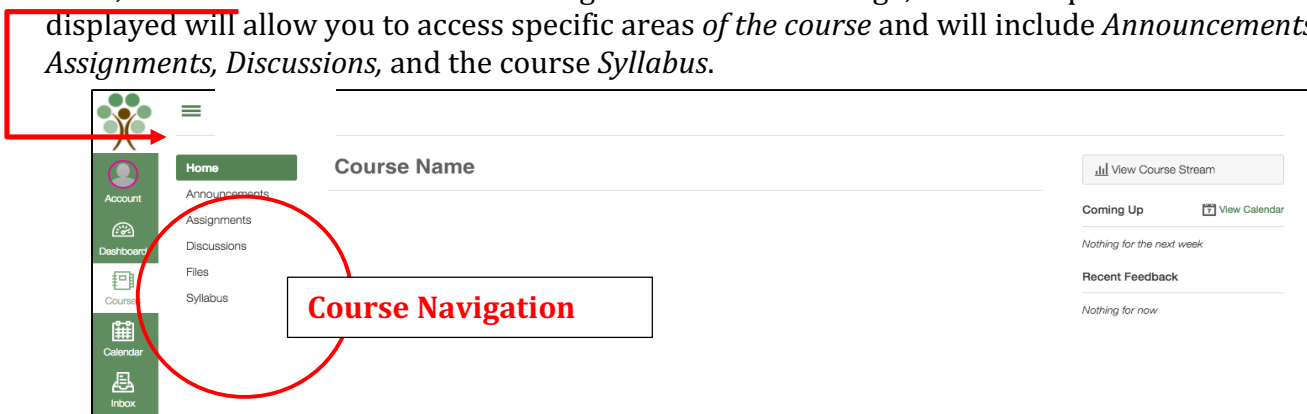 displayed will allow you to access specific areas of the course and will include Announcements
Assignments, Discussions, and the course Syllabus.
Home
Course Name
View Course Stream
Account
Announcements
Assignments
Coming Up
7
View Calendar
Dashboard
Discussions
Nothing for the next week
Files
Recent Feedback
Courses
Syllabus
Course Navigation
Nothing for now
Calendar
Inbox